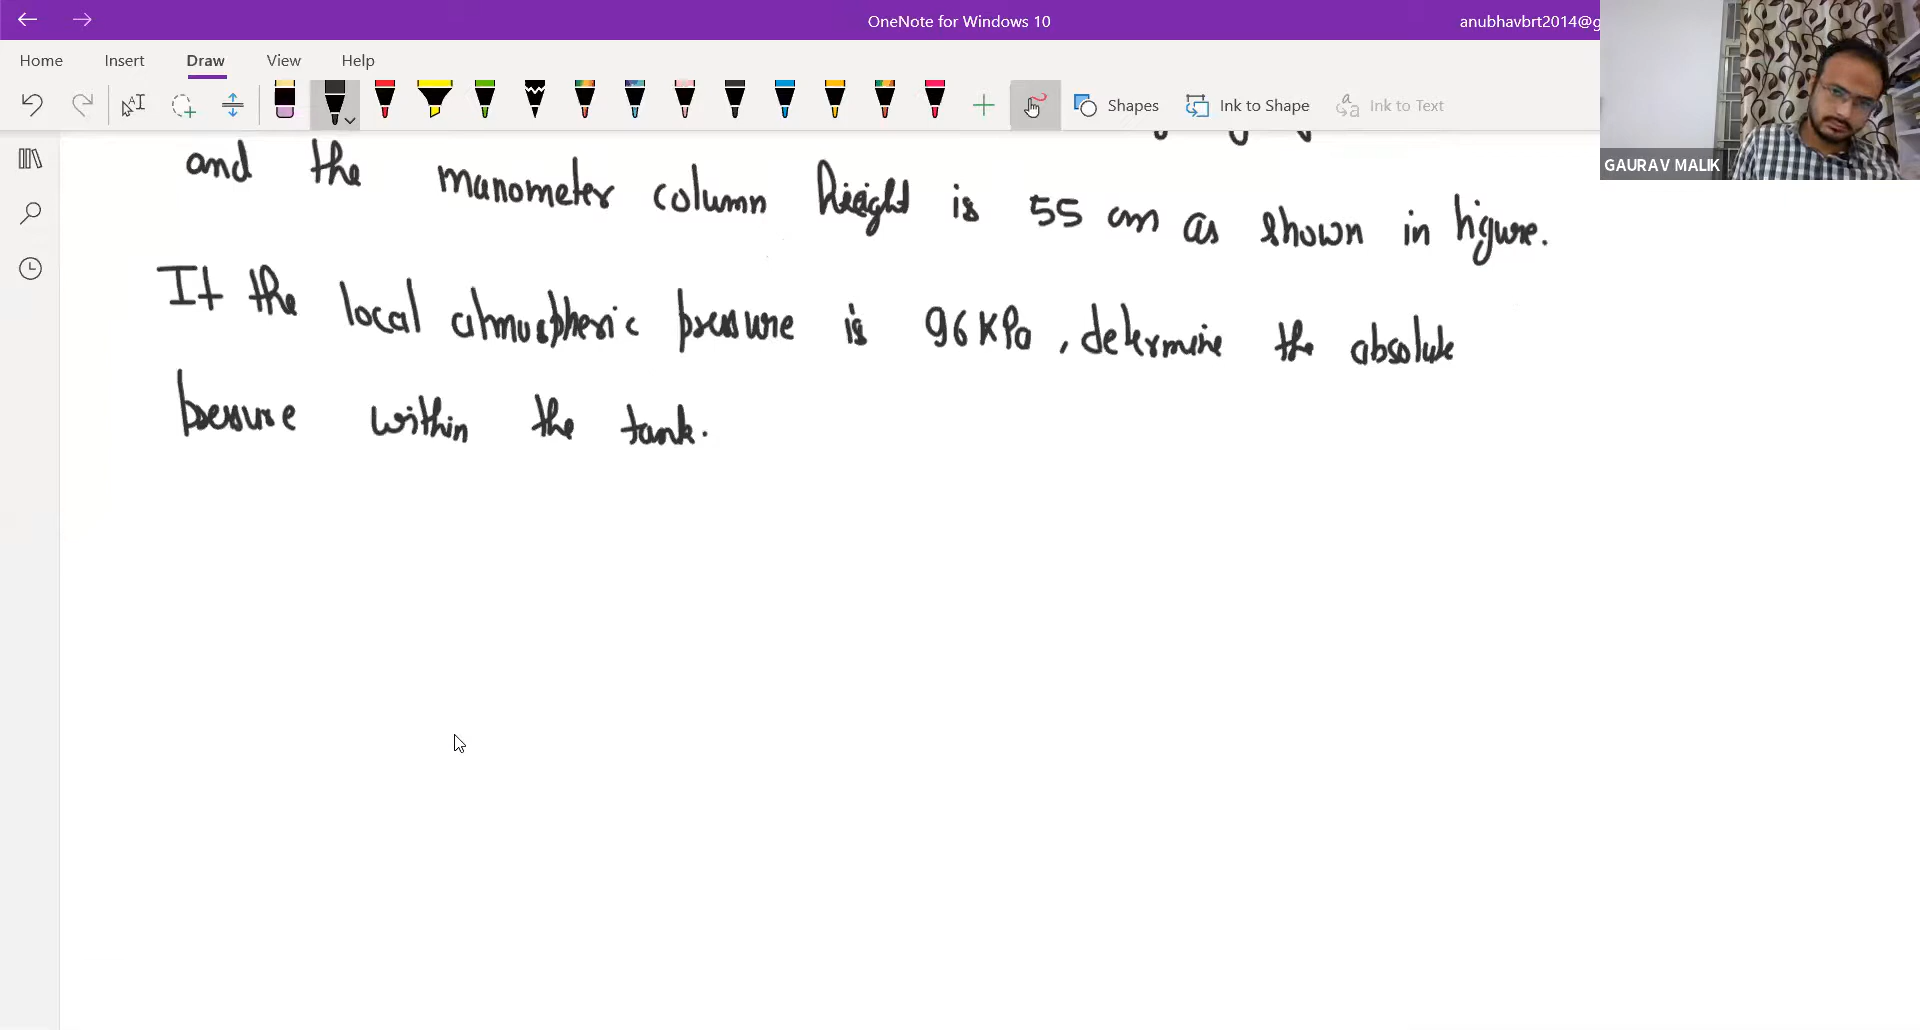 OneNote for Windows 10
anubhavbrt2014@g
Home Insert Draw View Help
Shapes Ink to Shape Ink to Text
GAURAV MALIK
and the manometer column height is 55 cm as shown in figure.
If the local atmospheric pressure is 96 KPa, determine the absolute
pressure within the tank.